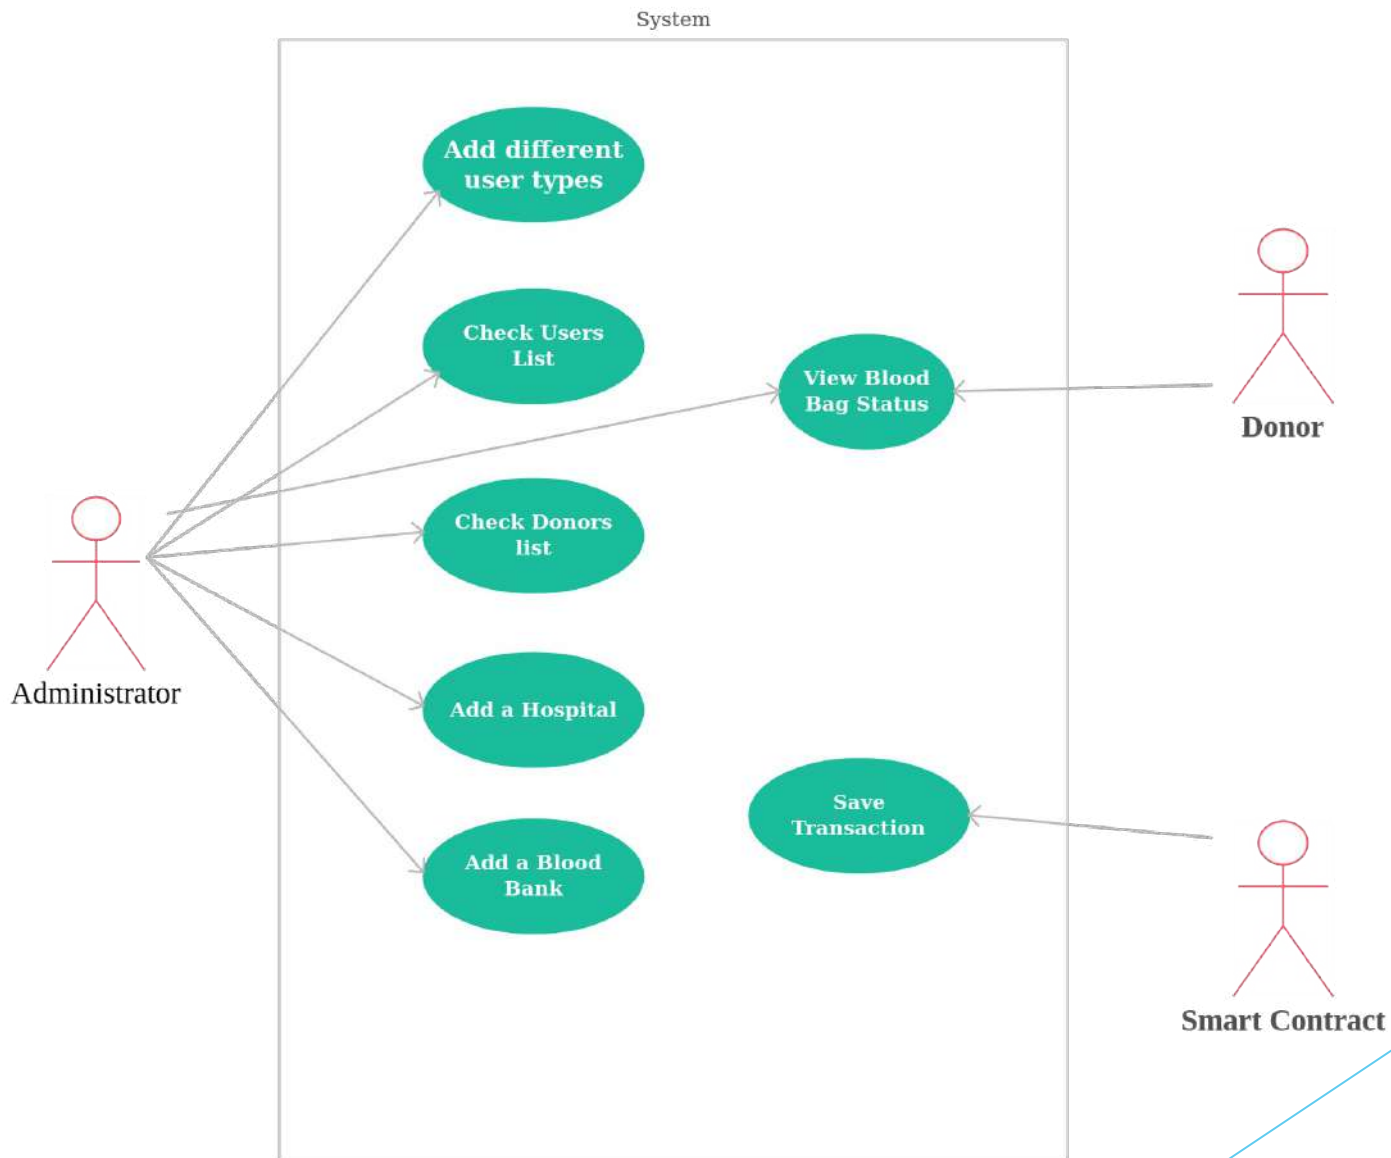 System
Add different
user types
Check Users
List
View Blood
Bag Status
Donor
Check Donors
list
Administrator
Add a Hospital
Save
Transaction
Add a Blood
Bank
Smart Contract